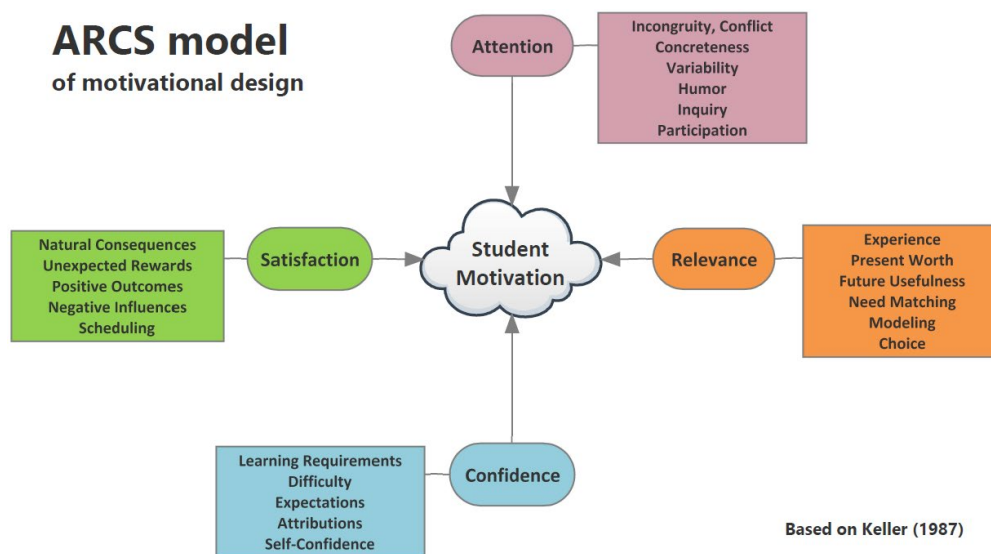 ARCS model
of motivational design
Attention
Incongruity, Conflict
Concreteness
Variability
Humor
Inquiry
Participation
Natural Consequences
Unexpected Rewards
Positive Outcomes
Negative Influences
Scheduling
Satisfaction
Student
Motivation
Relevance
Experience
Present Worth
Future Usefulness
Need Matching
Modeling
Choice
Learning Requirements
Difficulty
Expectations
Attributions
Self-Confidence
Confidence
Based on Keller (1987)